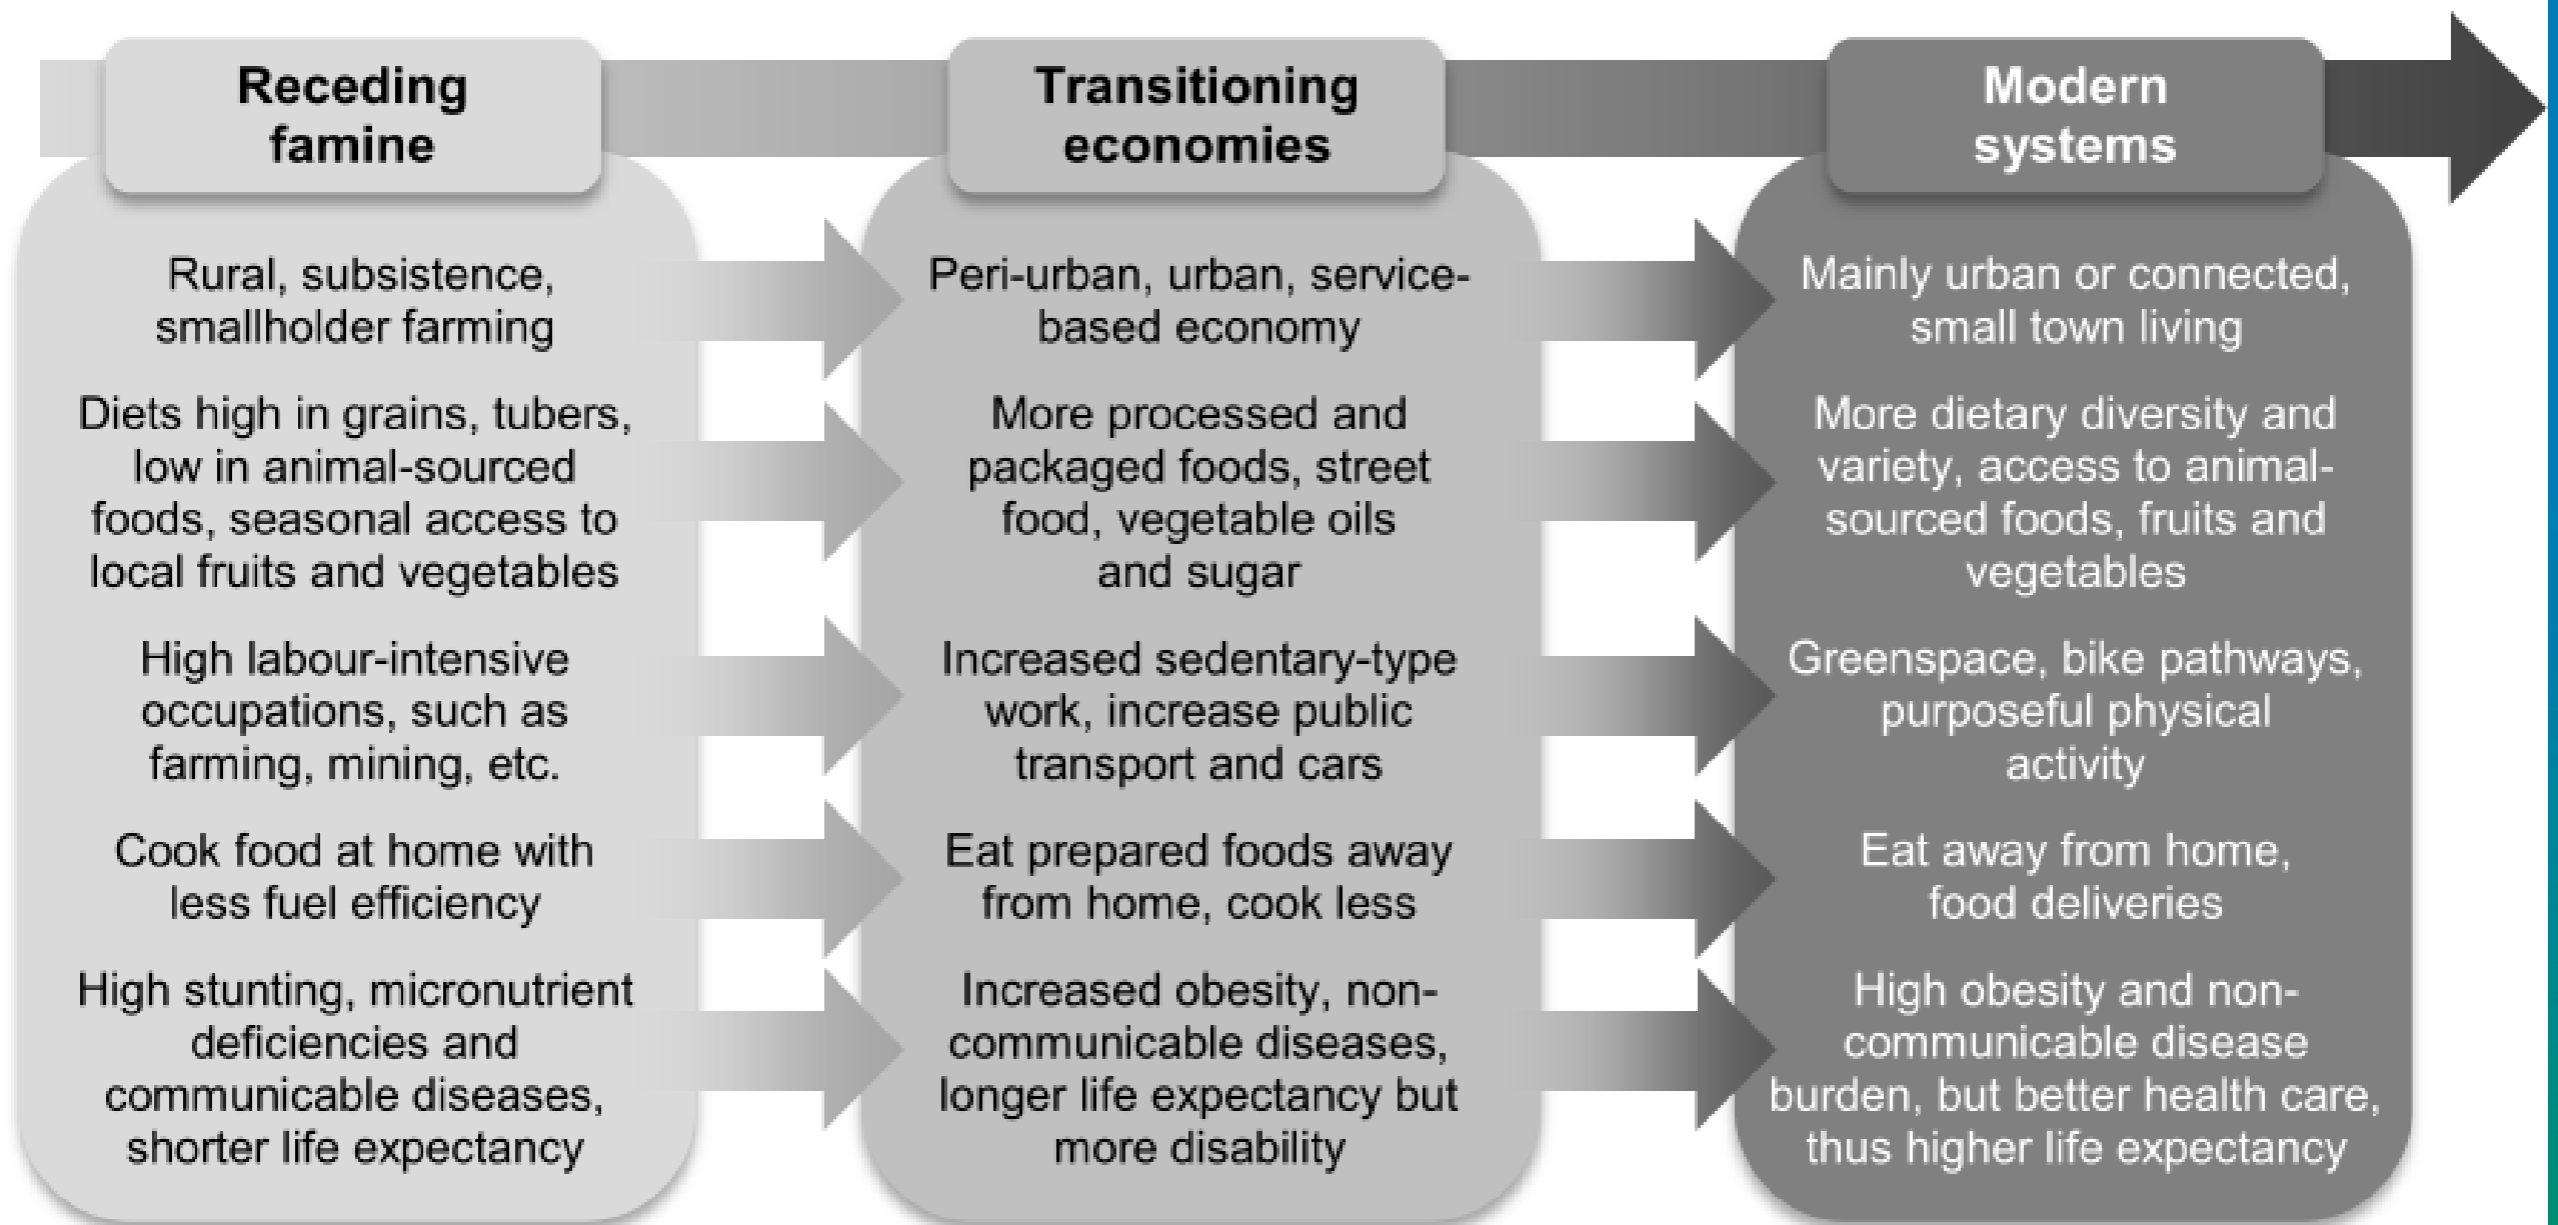 Receding
famine
Rural, subsistence,
smallholder farming
Diets high in grains, tubers,
low in animal-sourced
foods, seasonal access to
local fruits and vegetables
High labour-intensive
occupations, such as
farming, mining, etc.
Cook food at home with
less fuel efficiency
High stunting, micronutrient
deficiencies and
communicable diseases,
shorter life expectancy
Transitioning
economies
Peri-urban, urban, service-
based economy
More processed and
packaged foods, street
food, vegetable oils
and sugar
Increased sedentary-type
work, increase public
transport and cars
Eat prepared foods away
from home, cook less
Increased obesity, non-
communicable diseases,
longer life expectancy but
more disability
Modern
systems
Mainly urban or connected,
small town living
More dietary diversity and
variety, access to animal-
sourced foods, fruits and
vegetables
Greenspace, bike pathways,
purposeful physical
activity
Eat away from home,
food deliveries
High obesity and non-
communicable disease
burden, but better health care,
thus higher life expectancy